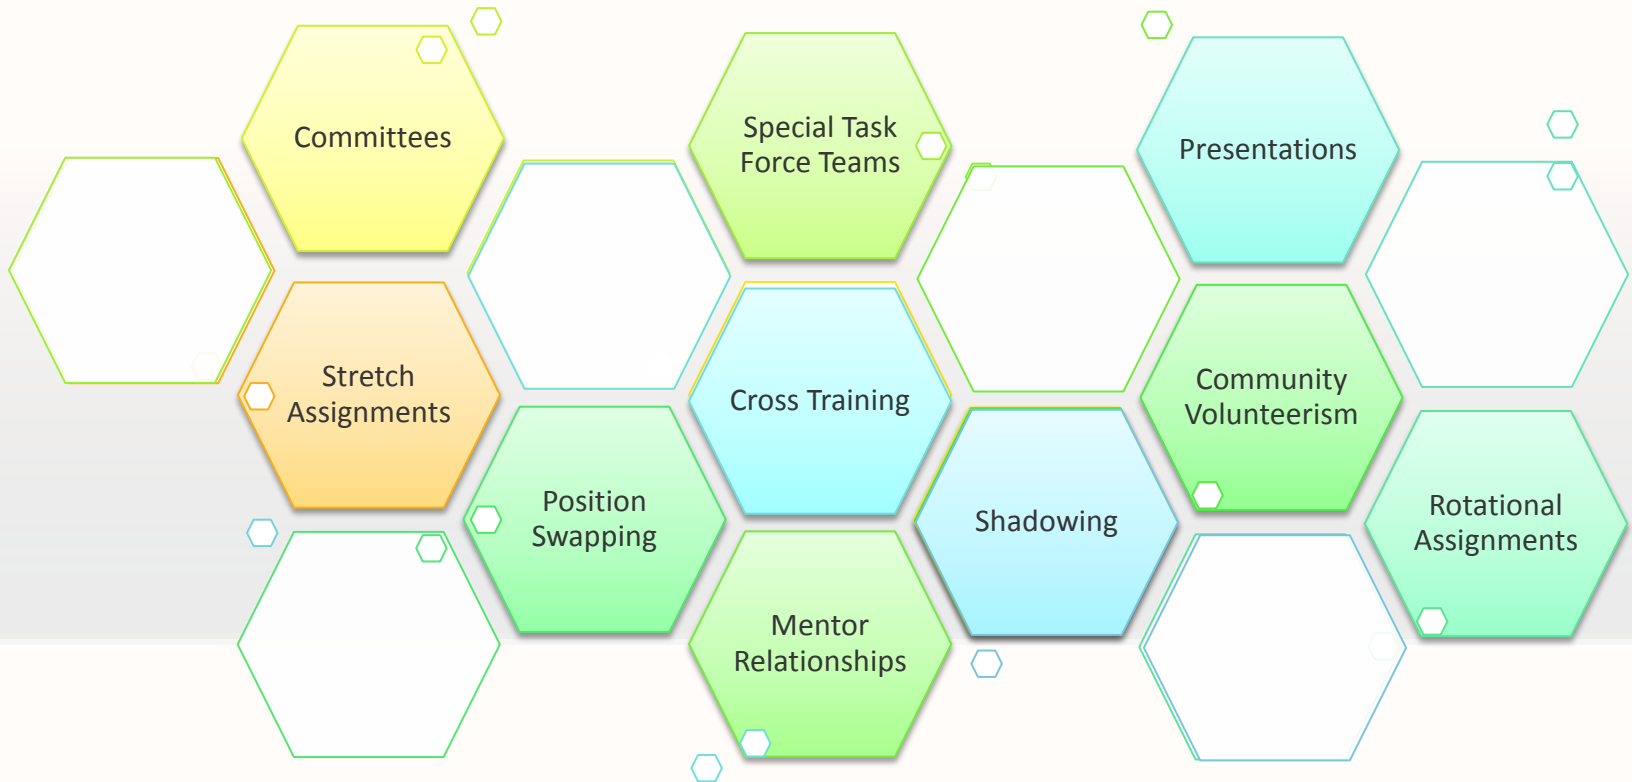 Committees
Special Task
Force Teams
Presentations
Stretch
Assignments
Cross Training
Community
Volunteerism
Position
Swapping
Shadowing
Rotational
Assignments
Mentor
Relationships